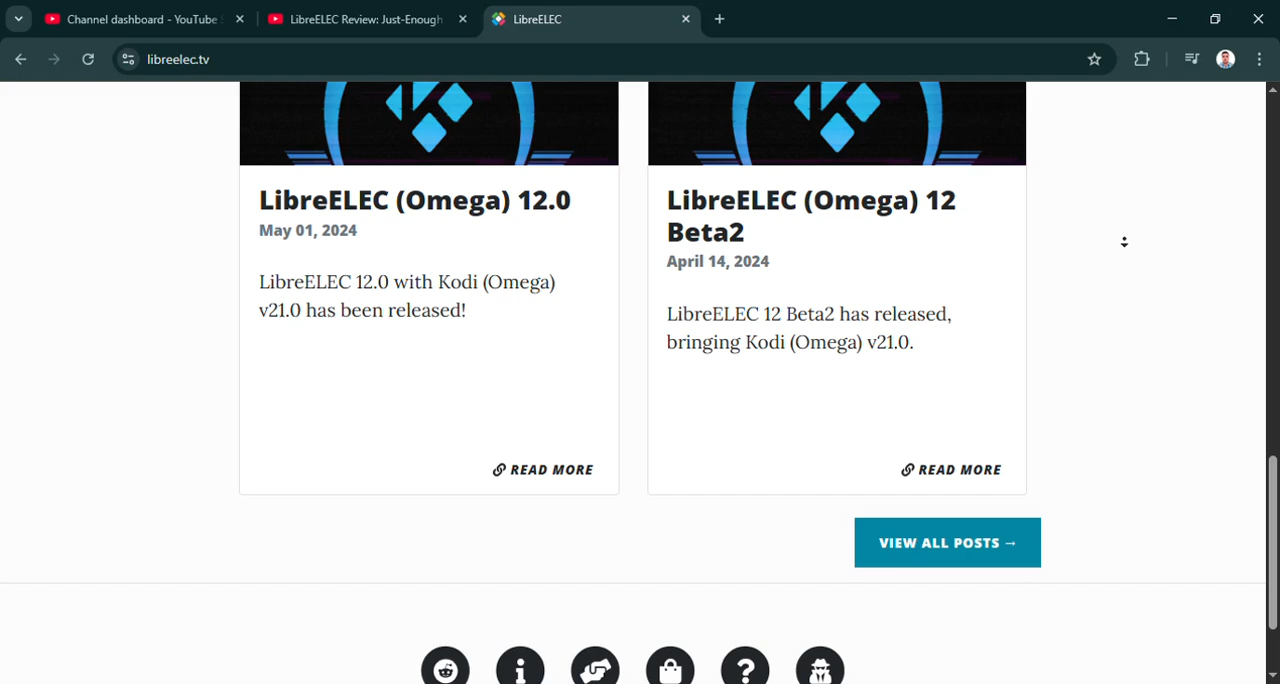 Channel dashboard - YouTube
LibreELEC Review: Just-Enough
LibreELEC
libreelec.tv
LibreELEC (Omega) 12.0
May 01, 2024
LibreELEC 12.0 with Kodi (Omega)
v21.0 has been released!
READ MORE
LibreELEC (Omega) 12
Beta2
April 14, 2024
LibreELEC 12 Beta2 has released,
bringing Kodi (Omega) v21.0.
READ MORE
VIEW ALL POSTS →